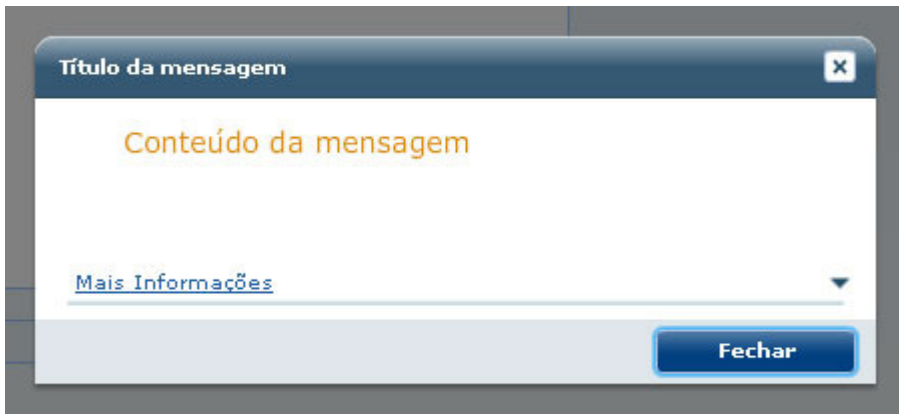 Título da mensagem
Conteúdo da mensagem
Mais Informações
Fechar